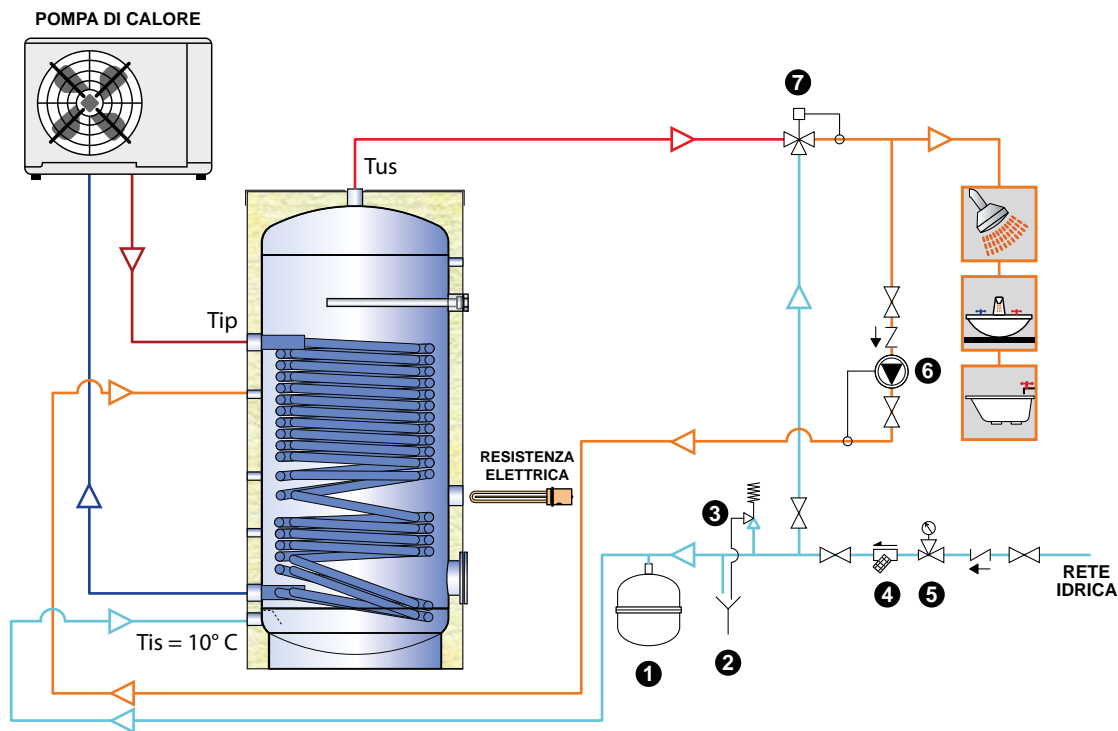 POMPA DI CALORE
7
Tus
Tip
6
RESISTENZA
ELETTRICA
3
RETE
IDRICA
4
5
Tis = 10° C
1
2